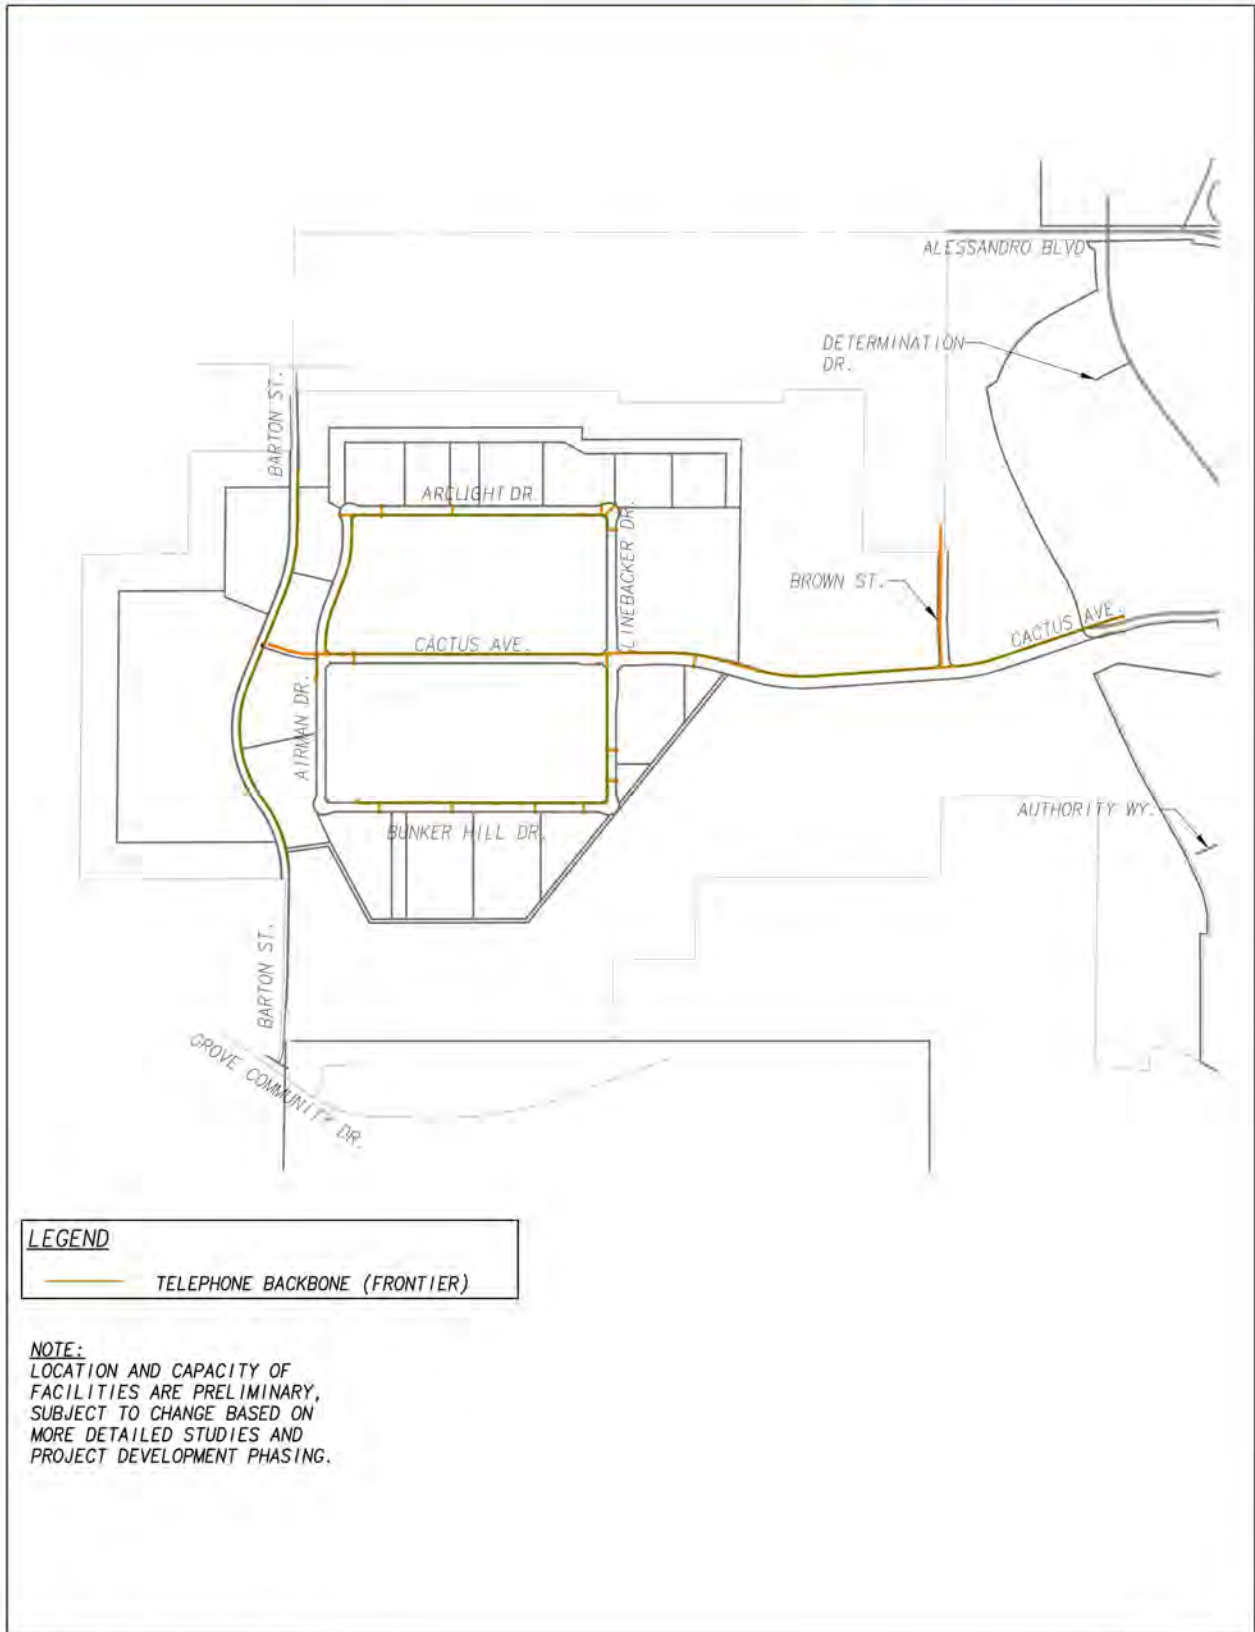 ALESSANDRO BLVD
DETERMINATION
DR.
BARTON ST.
ARCLIGHT DR.
LINEBACKER DR.
BROWN ST.
CACTUS AVE.
CACTUS AVE.
AIRMAN DR.
AUTHORITY WY.
BUNKER HILL DR.
BARTON ST.
GROVE COMMUNITY DR.
LEGEND
TELEPHONE BACKBONE (FRONTIER)
NOTE:
LOCATION AND CAPACITY OF
FACILITIES ARE PRELIMINARY,
SUBJECT TO CHANGE BASED ON
MORE DETAILED STUDIES AND
PROJECT DEVELOPMENT PHASING.